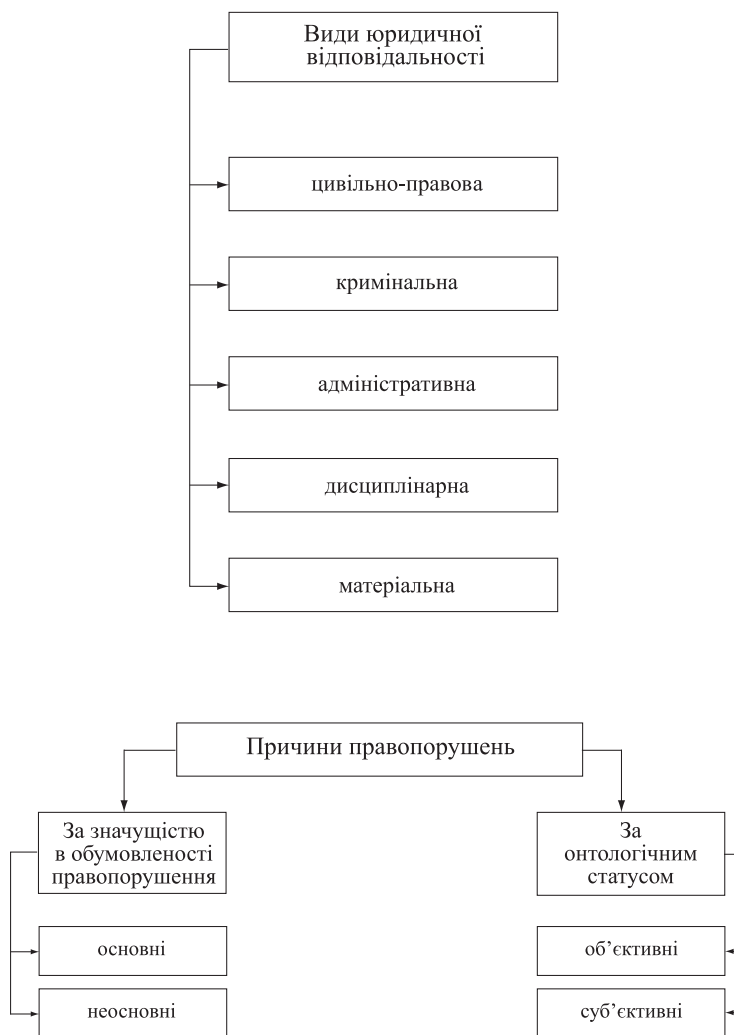 Види юридичної
відповідальності
цивільно-правова
кримінальна
адміністративна
дисциплінарна
матеріальна
Причини правопорушень
За значущістю
в обумовленості
правопорушення
основні
неосновні
За
онтологічним
статусом
об’єктивні
суб’єктивні